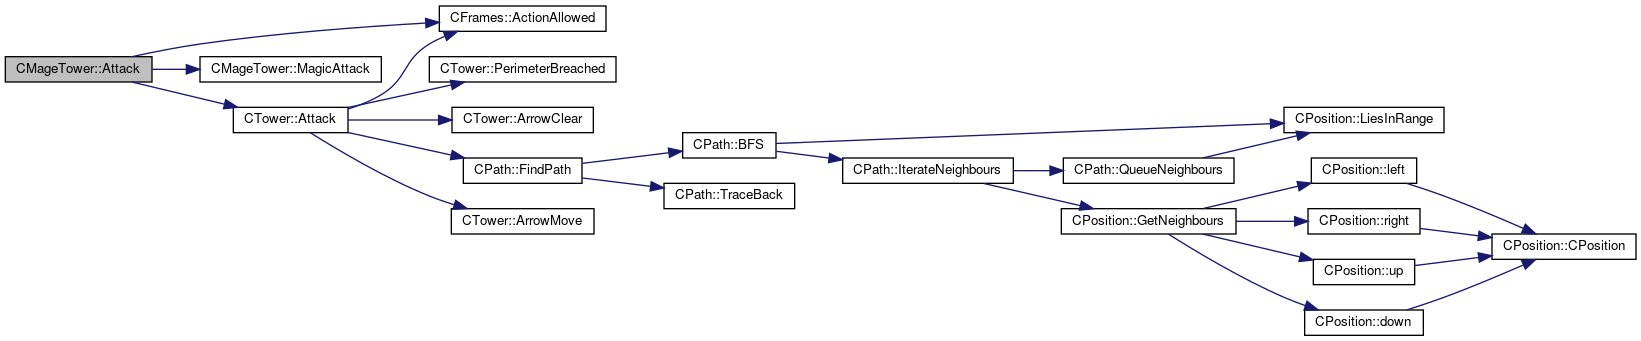 CMageTower::Attack
CFrames::ActionAllowed
CMageTower::MagicAttack
CTower::Attack
CTower::PerimeterBreached
CTower::ArrowClear
CPath::FindPath
CTower::ArrowMove
CPath::BFS
CPath::TraceBack
CPath::IterateNeighbours
CPosition::LiesInRange
CPath::QueueNeighbours
CPosition::GetNeighbours
CPosition::left
CPosition::right
CPosition::up
CPosition::down
CPosition::CPosition